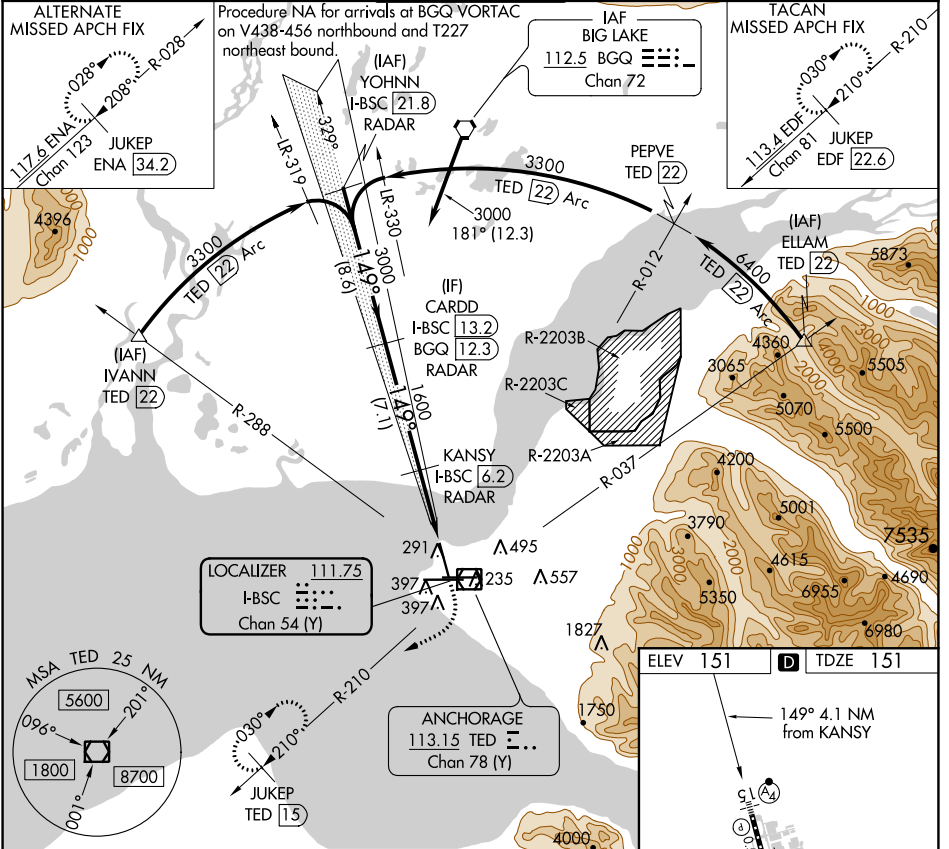 ALTERNATE
MISSED APCH FIX
028°
208°
R-028
117.6 ENA
Chan 123
JUKEP
ENA 34.2
Procedure NA for arrivals at BGQ VORTAC
on V438-456 northbound and T227
northeast bound.
IAF
BIG LAKE
112.5 BGQ
Chan 72
TACAN
MISSED APCH FIX
030°
210°
R-210
113.4 EDF
Chan 81
JUKEP
EDF 22.6
(IAF)
YOHNN
I-BSC 21.8
RADAR
329°
LR-319
LR-330
3300
TED 22 Arc
PEPVE
TED 22
3000
181° (12.3)
R-012
(IAF)
ELLAM
TED 22
6400
TED 22 Arc
5873
4396
1000
3300
TED 22 Arc
3000
149°
(8.6)
(IF)
CARDD
I-BSC 13.2
BGQ 12.3
RADAR
(IAF)
IVANN
TED 22
R-288
1600
149°
(7.1)
R-2203B
R-2203C
R-2203A
R-037
1000
3000
2000
4360
3065
5505
5070
5500
KANSY
I-BSC 6.2
RADAR
4200
5001
3790
2000
1000
3000
4615
7535
5350
6955
4690
6980
291
495
397
235
557
397
1827
1750
LOCALIZER 111.75
I-BSC
Chan 54 (Y)
R-210
MSA TED 25 NM
5600
096°
201°
1800
8700
001°
030°
210°
JUKEP
TED 15
ANCHORAGE
113.15 TED
Chan 78 (Y)
4000
ELEV 151
D
TDZE 151
149° 4.1 NM
from KANSY
15
A4
P